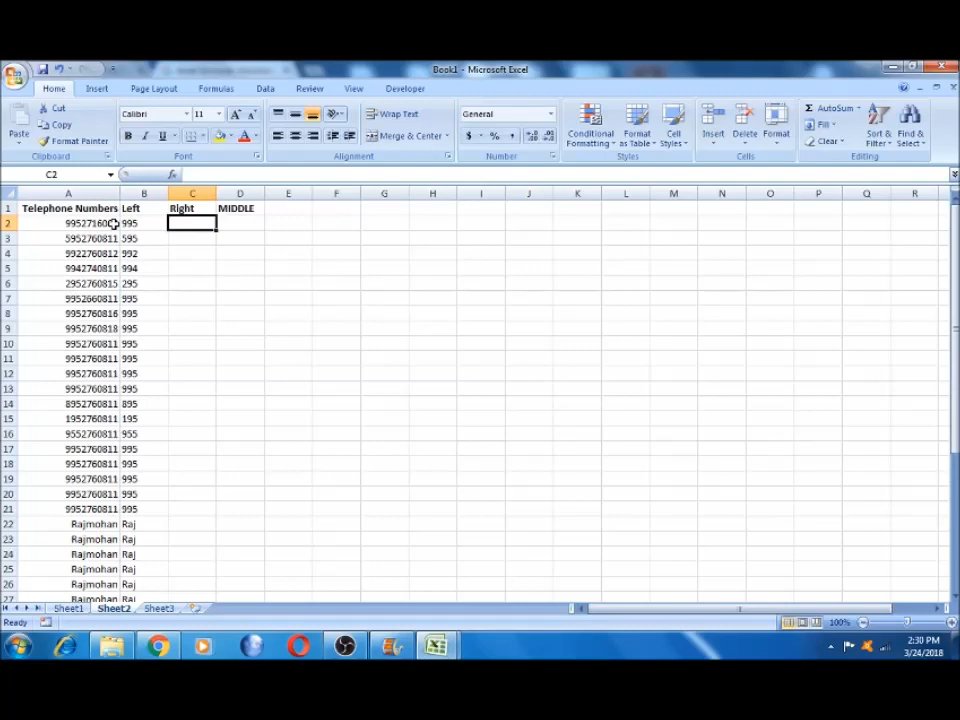 Book1 - Microsoft Excel
Home Insert Page Layout Formulas Data Review View Developer
Paste Cut Copy Format Painter
Calibri 11 A A
B I U A
Wrap Text
Merge & Center
General
$ % ,
Conditional Formatting Format as Table Cell Styles
Insert Delete Format
AutoSum Fill Clear
Sort & Filter Find & Select
Clipboard Font Alignment Number Styles Cells Editing
C2 fx
A B C D E F G H I J K L M N O P Q R
1 Telephone Numbers Left Right MIDDLE
2 995
3 5952760811 595
4 9922760812 992
5 9942740811 994
6 2952760815 295
7 9952660811 995
8 9952760816 995
9 9952760818 995
10 9952760811 995
11 9952760811 995
12 9952760811 995
13 9952760811 995
14 8952760811 895
15 1952760811 195
16 9552760811 955
17 9952760811 995
18 9952760811 995
19 9952760811 995
20 9952760811 995
21 9952760811 995
22 Rajmohan Raj
23 Rajmohan Raj
24 Rajmohan Raj
25 Rajmohan Raj
26 Rajmohan Raj
27 Rajmohan Raj
Sheet1 Sheet2 Sheet3
Ready 100%
2:30 PM
3/24/2018